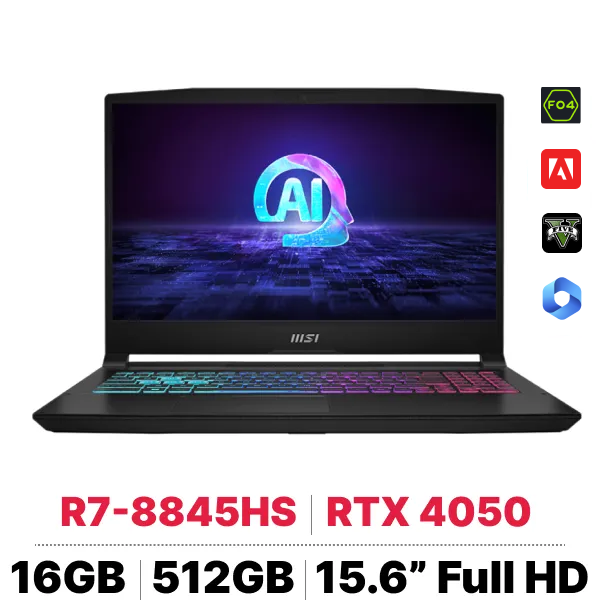 AI
FO4
FIVE
V
msi
R7-8845HS | RTX 4050
16GB | 512GB | 15.6” Full HD